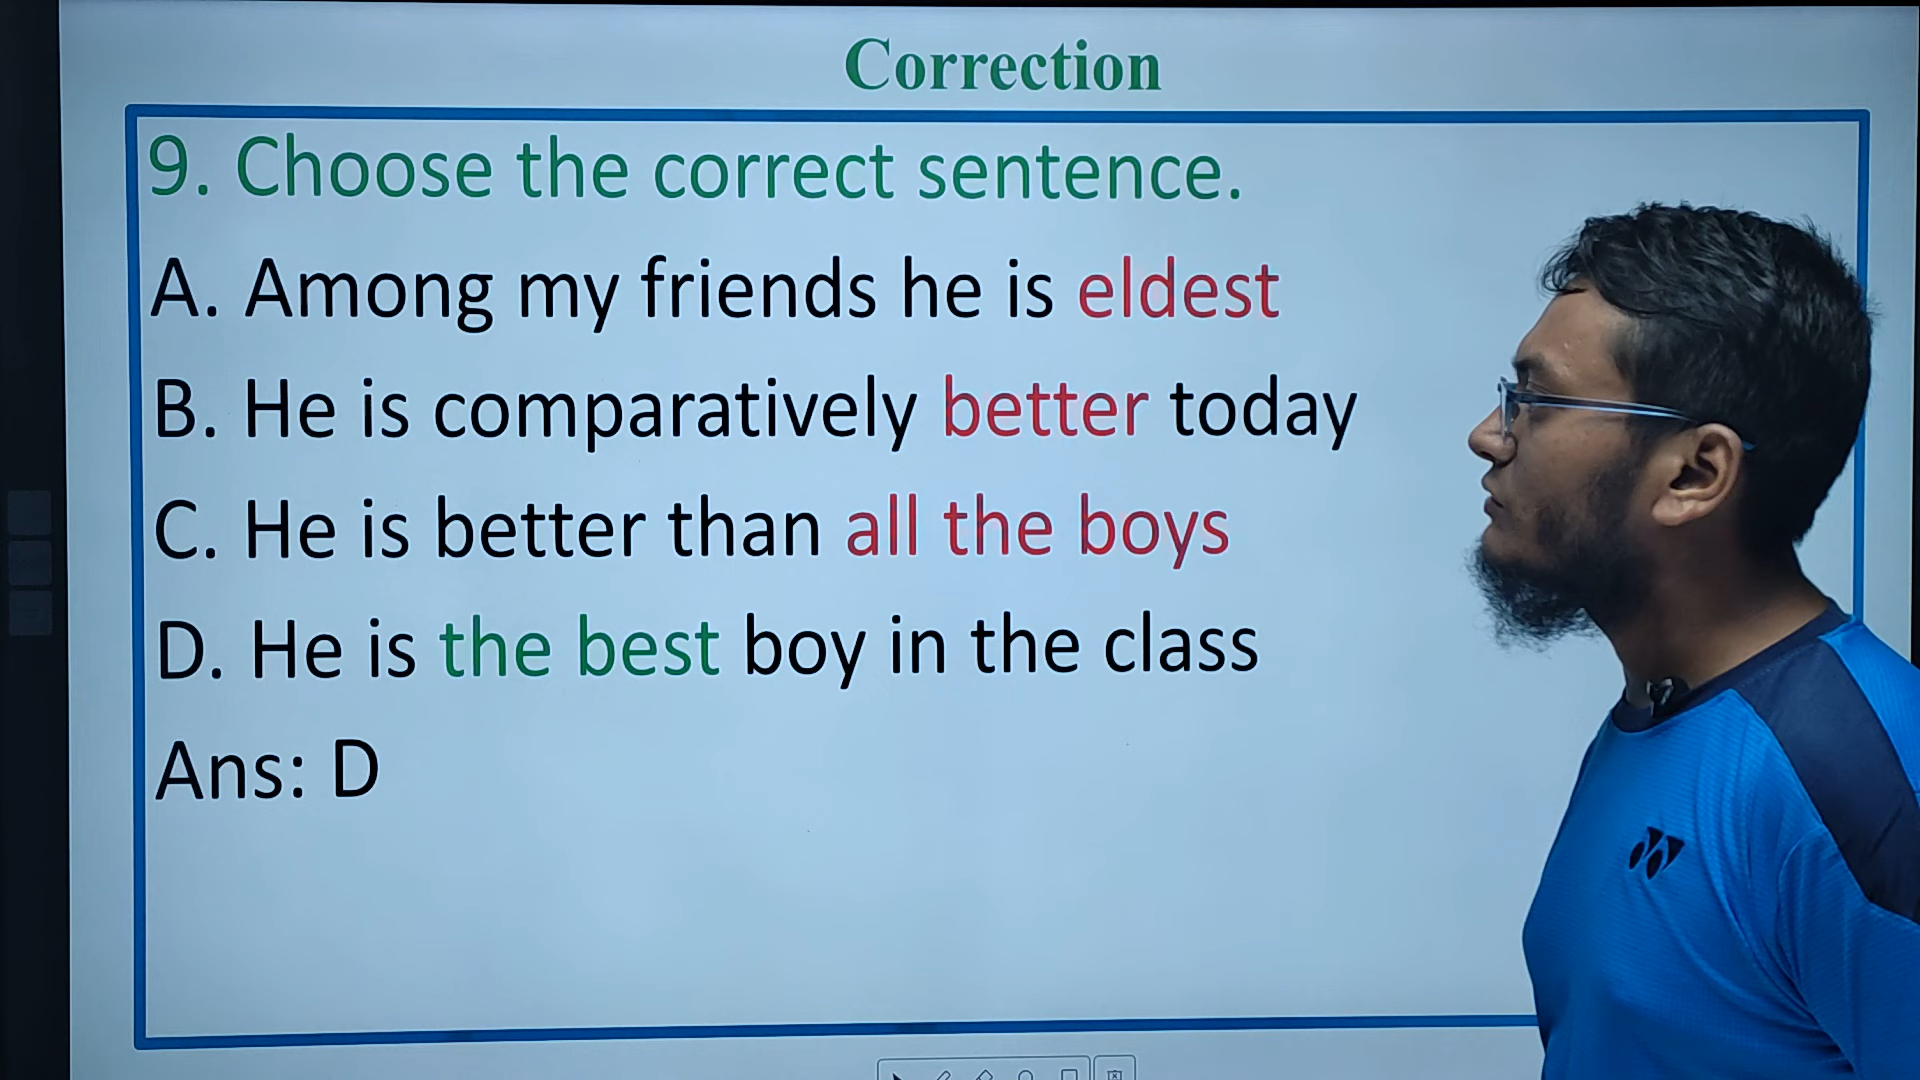 Correction
9. Choose the correct sentence.
A. Among my friends he is eldest
B. He is comparatively better today
C. He is better than all the boys
D. He is the best boy in the class
Ans: D